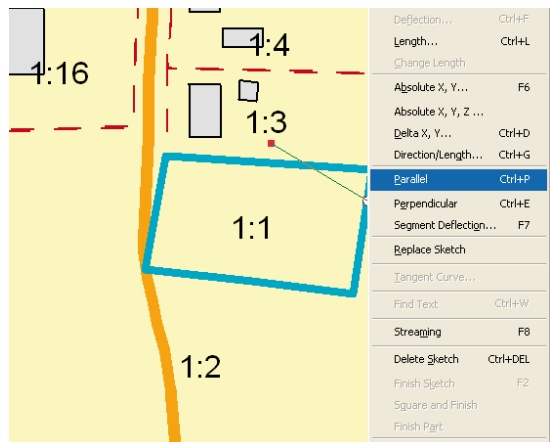 1:4
1:16
1:3
1:1
1:2
Deflection... Ctrl+F
Length... Ctrl+L
Change Length
Absolute X, Y... F6
Absolute X, Y, Z ...
Delta X, Y... Ctrl+D
Direction/Length... Ctrl+G
Parallel Ctrl+P
Perpendicular Ctrl+E
Segment Deflection... F7
Replace Sketch
Tangent Curve...
Find Text Ctrl+W
Streaming F8
Delete Sketch Ctrl+DEL
Finish Sketch F2
Square and Finish
Finish Part